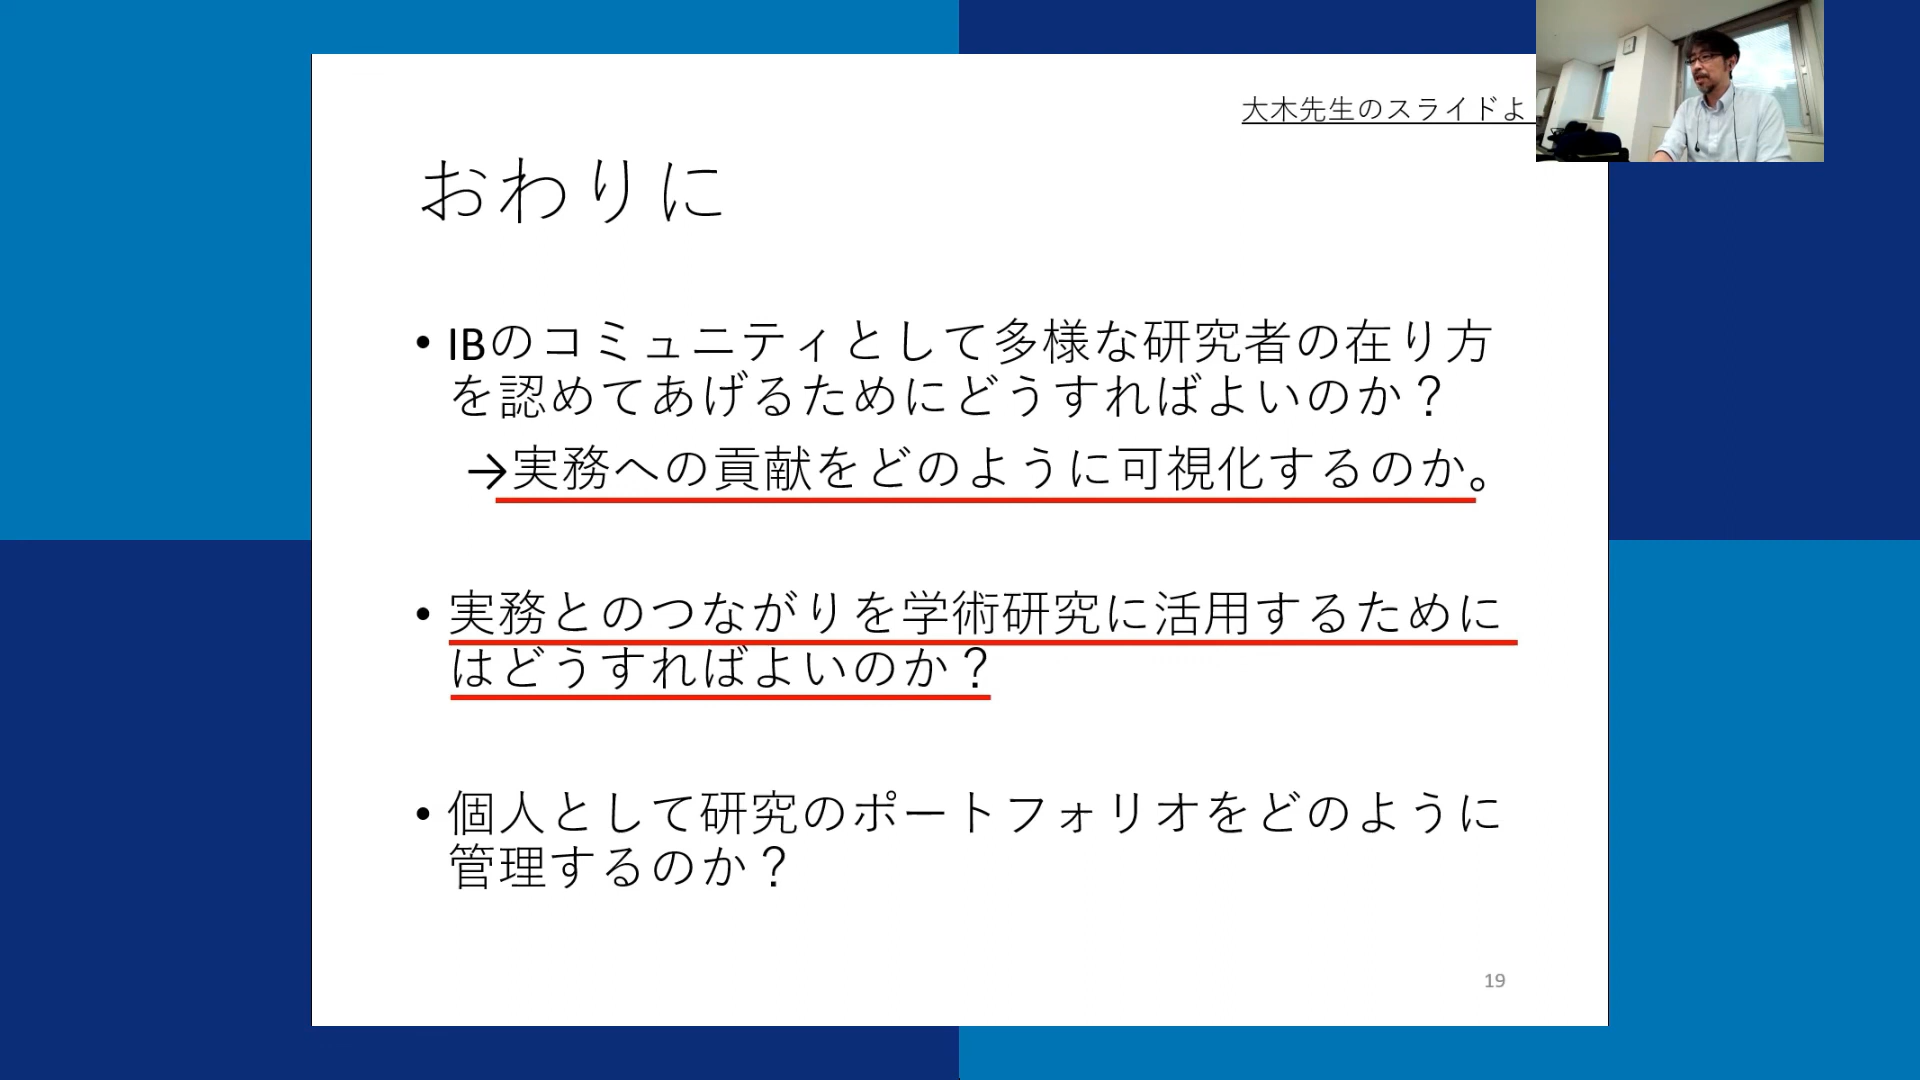 大木先生のスライドよ
おわりに
• IBのコミュニティとして多様な研究者の在り方
を認めてあげるためにどうすればよいのか？
→実務への貢献をどのように可視化するのか。
• 実務とのつながりを学術研究に活用するために
はどうすればよいのか？
• 個人として研究のポートフォリオをどのように
管理するのか？
19